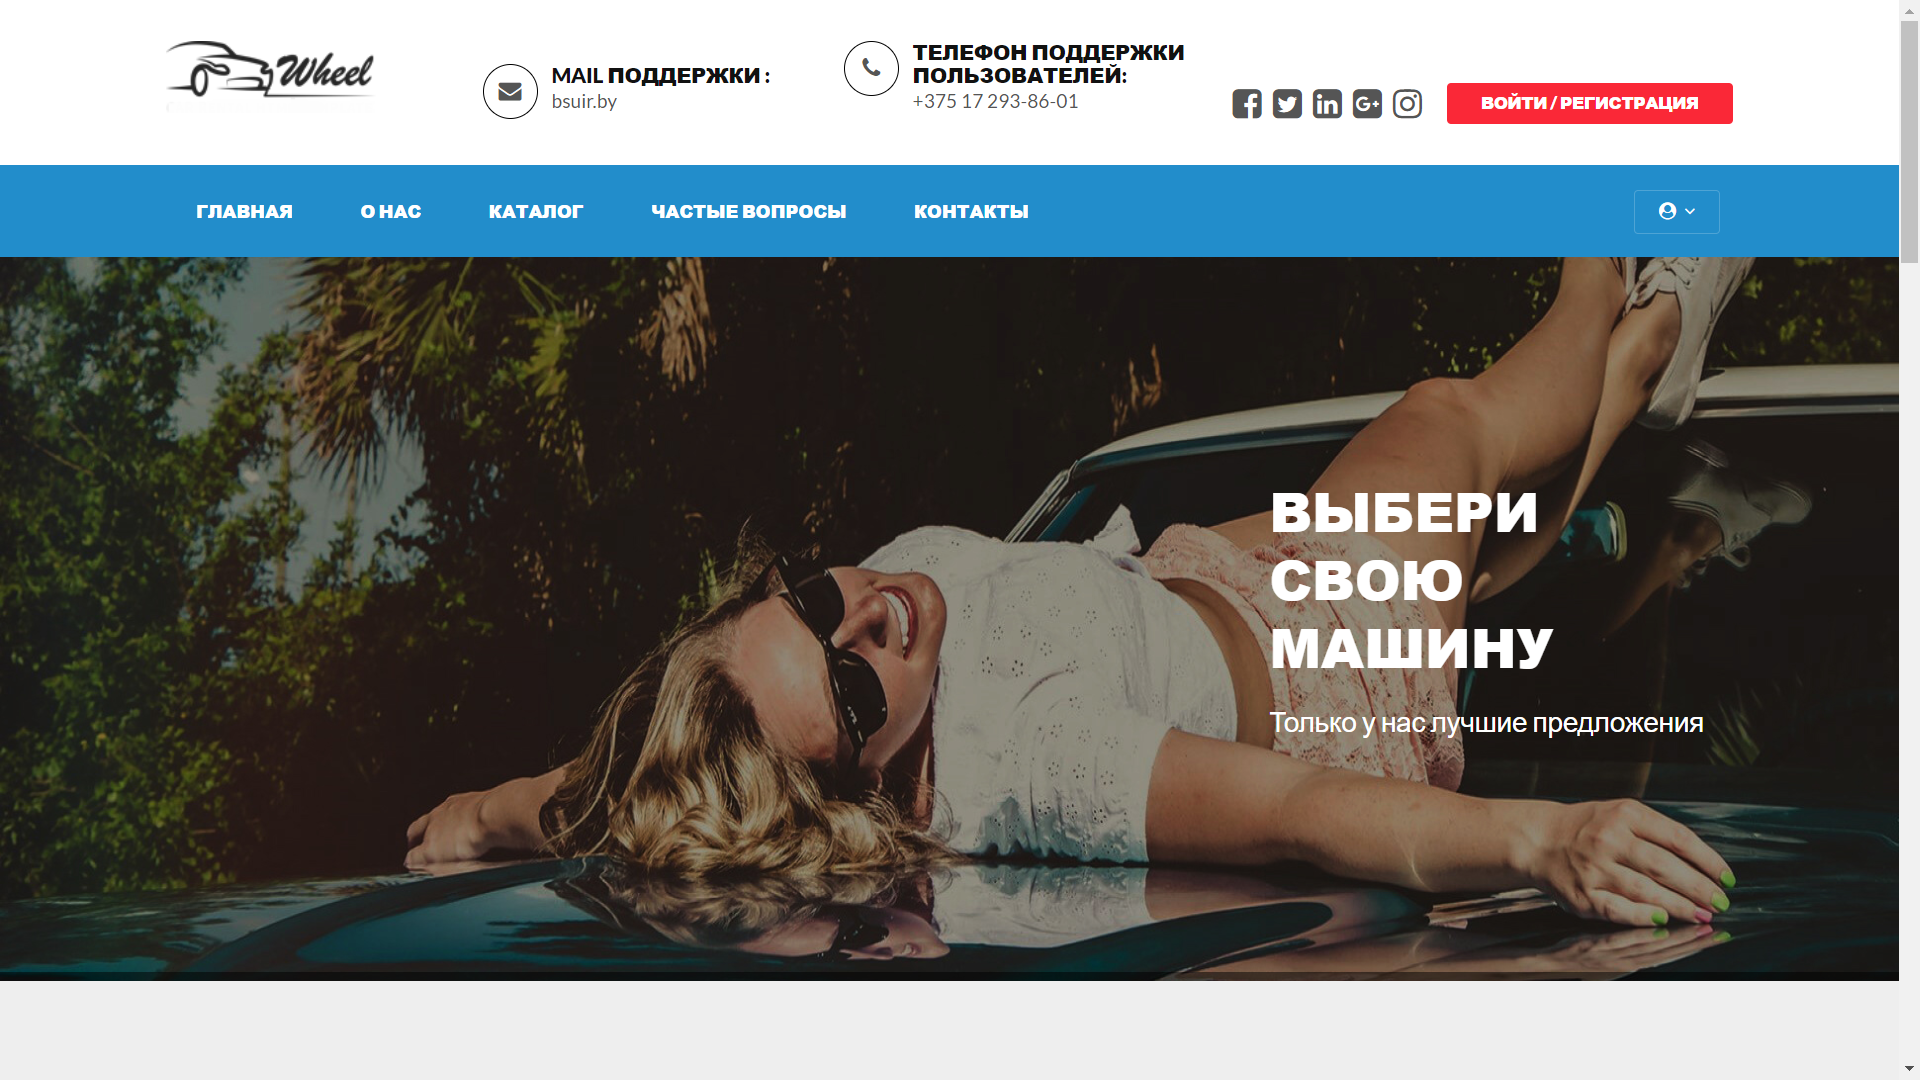 Wheel
MAIL ПОДДЕРЖКИ :
bsuir.by
ТЕЛЕФОН ПОДДЕРЖКИ
ПОЛЬЗОВАТЕЛЕЙ:
+375 17 293-86-01
ВОЙТИ / РЕГИСТРАЦИЯ
ГЛАВНАЯ
О НАС
КАТАЛОГ
ЧАСТЫЕ ВОПРОСЫ
КОНТАКТЫ
ВЫБЕРИ
СВОЮ
МАШИНУ
Только у нас лучшие предложения